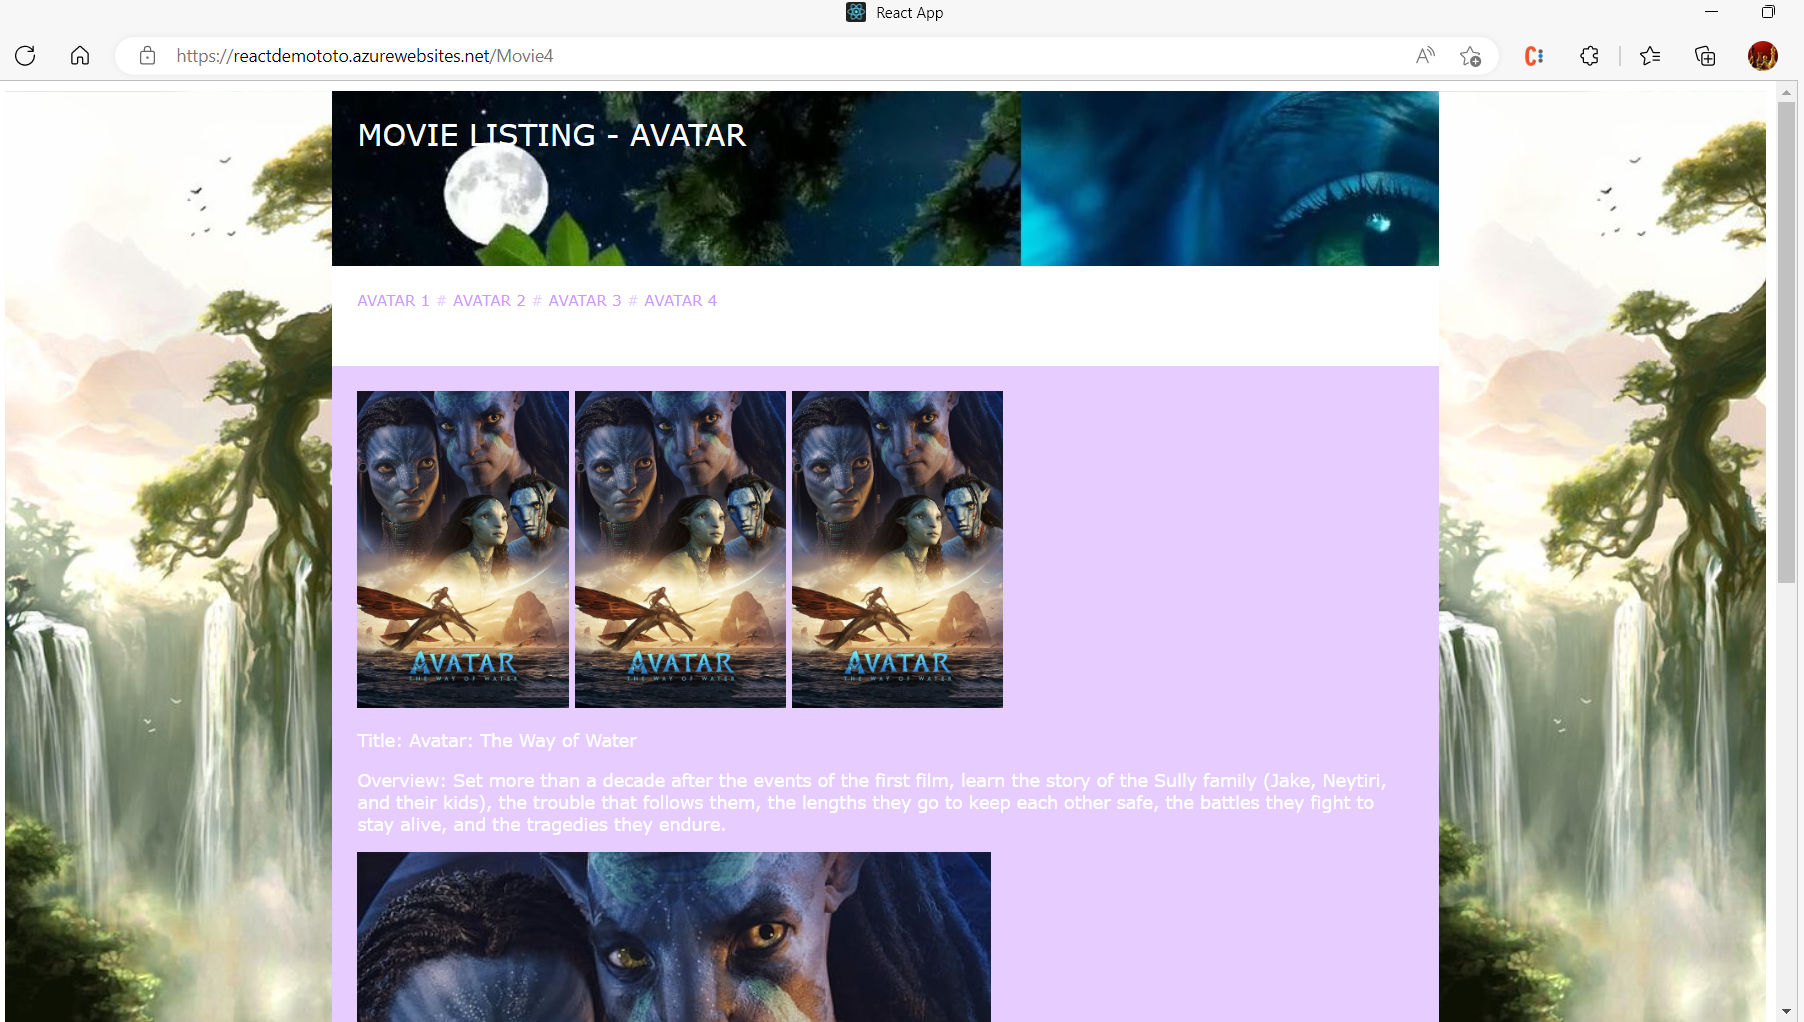 React App
https://reactdemototo.azurewebsites.net/Movie4
MOVIE LISTING - AVATAR
AVATAR 1 # AVATAR 2 # AVATAR 3 # AVATAR 4
AVATAR
THE WAY OF WATER
AVATAR
THE WAY OF WATER
AVATAR
THE WAY OF WATER
Title: Avatar: The Way of Water
Overview: Set more than a decade after the events of the first film, learn the story of the Sully family (Jake, Neytiri,
and their kids), the trouble that follows them, the lengths they go to keep each other safe, the battles they fight to
stay alive, and the tragedies they endure.